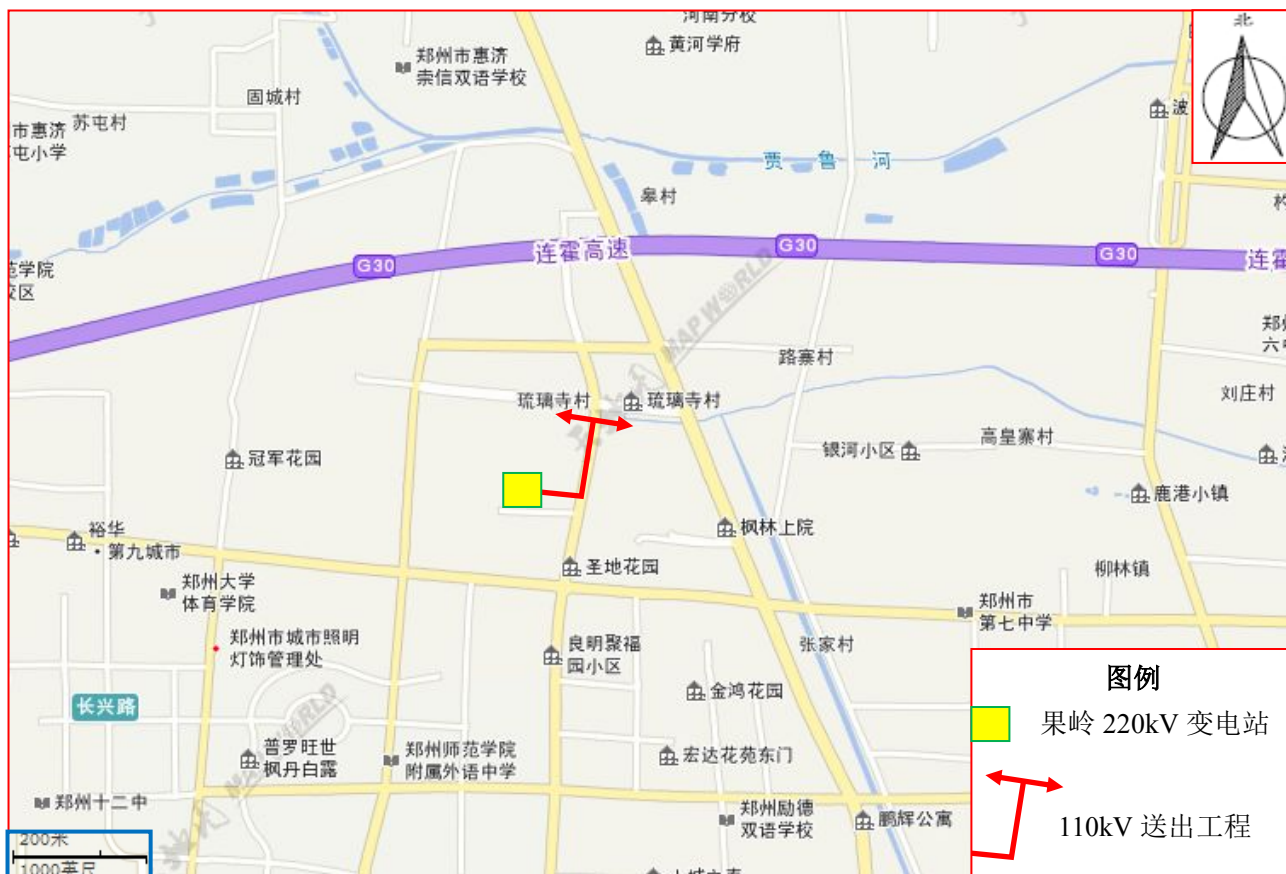 河南分校
北
黄河学府
郑州市惠济
崇信双语学校
固城村
波
苏屯村
市惠济
屯小学
贾鲁河
皋村
G30
连霍高速
G30
G30
连霍
学院
校区
MAPWORLD
路寨村
刘庄村
琉璃寺村
琉璃寺村
银河小区
高皇寨村
冠军花园
鹿港小镇
枫林上院
裕华
·第九城市
圣地花园
柳林镇
郑州大学
体育学院
郑州市
第七中学
郑州市城市照明
灯饰管理处
良明聚福
园小区
张家村
图例
金鸿花园
长兴路
果岭 220kV 变电站
普罗旺世
枫丹白露
郑州师范学院
附属外语中学
宏达花苑东门
郑州十二中
郑州励德
双语学校
鹏辉公寓
110kV 送出工程
200米
1000英尺